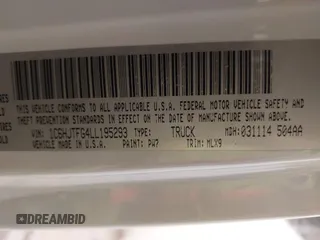 THIS VEHICLE CONFORMS TO ALL APPLICABLE U.S.A. FEDERAL MOTOR VEHICLE SAFETY AND
THEFT PREVENTION STANDARDS IN EFFECT ON THE DATE OF MANUFACTURE SHOWN ABOVE.
VIN: 1C6HJTFG4LL195293 TYPE: TRUCK MDH: 031114 504AA
VEHICLE MADE IN U.S.A. PAINT: PW7 TRIM: MLX9
DREAMBID